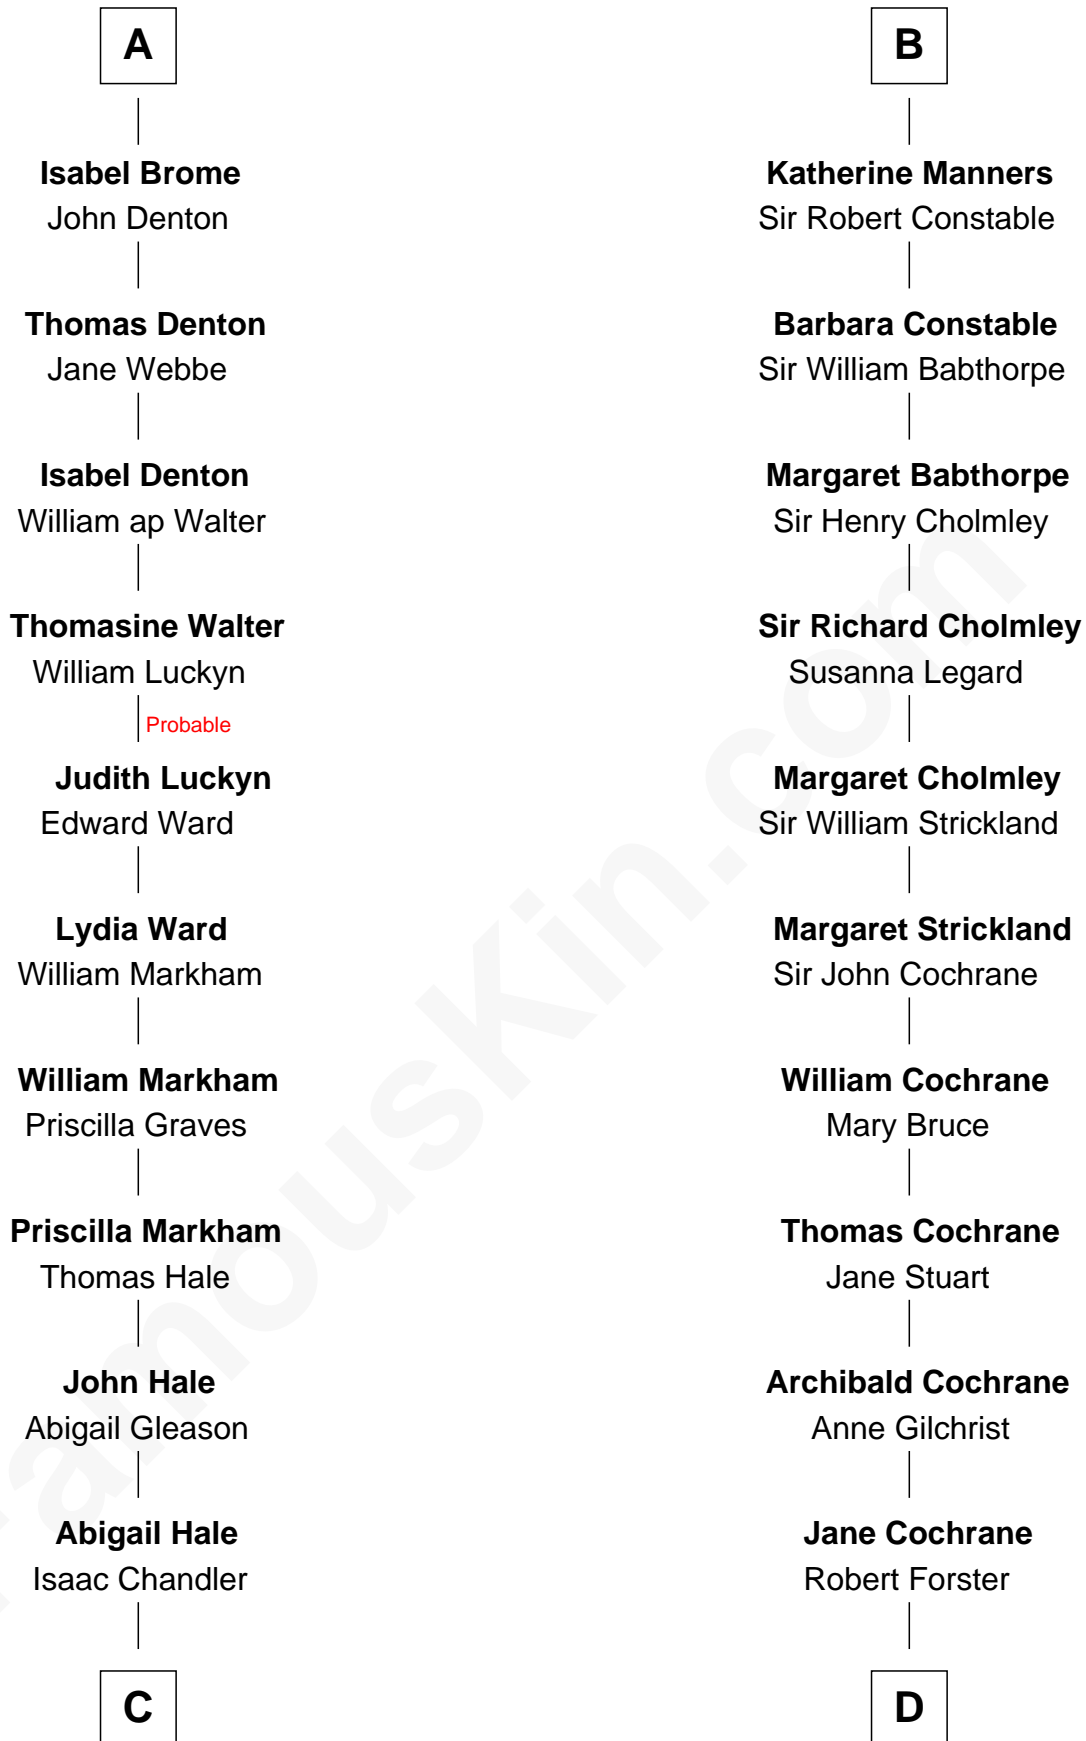 A
Isabel Brome
John Denton
Thomas Denton
Jane Webbe
Isabel Denton
William ap Walter
Thomasine Walter
William Luckyn
Probable
Judith Luckyn
Edward Ward
Lydia Ward
William Markham
William Markham
Priscilla Graves
Priscilla Markham
Thomas Hale
John Hale
Abigail Gleason
Abigail Hale
Isaac Chandler
C
B
Katherine Manners
Sir Robert Constable
Barbara Constable
Sir William Babthorpe
Margaret Babthorpe
Sir Henry Cholmley
Sir Richard Cholmley
Susanna Legard
Margaret Cholmley
Sir William Strickland
Margaret Strickland
Sir John Cochrane
William Cochrane
Mary Bruce
Thomas Cochrane
Jane Stuart
Archibald Cochrane
Anne Gilchrist
Jane Cochrane
Robert Forster
D
FamousKin.com